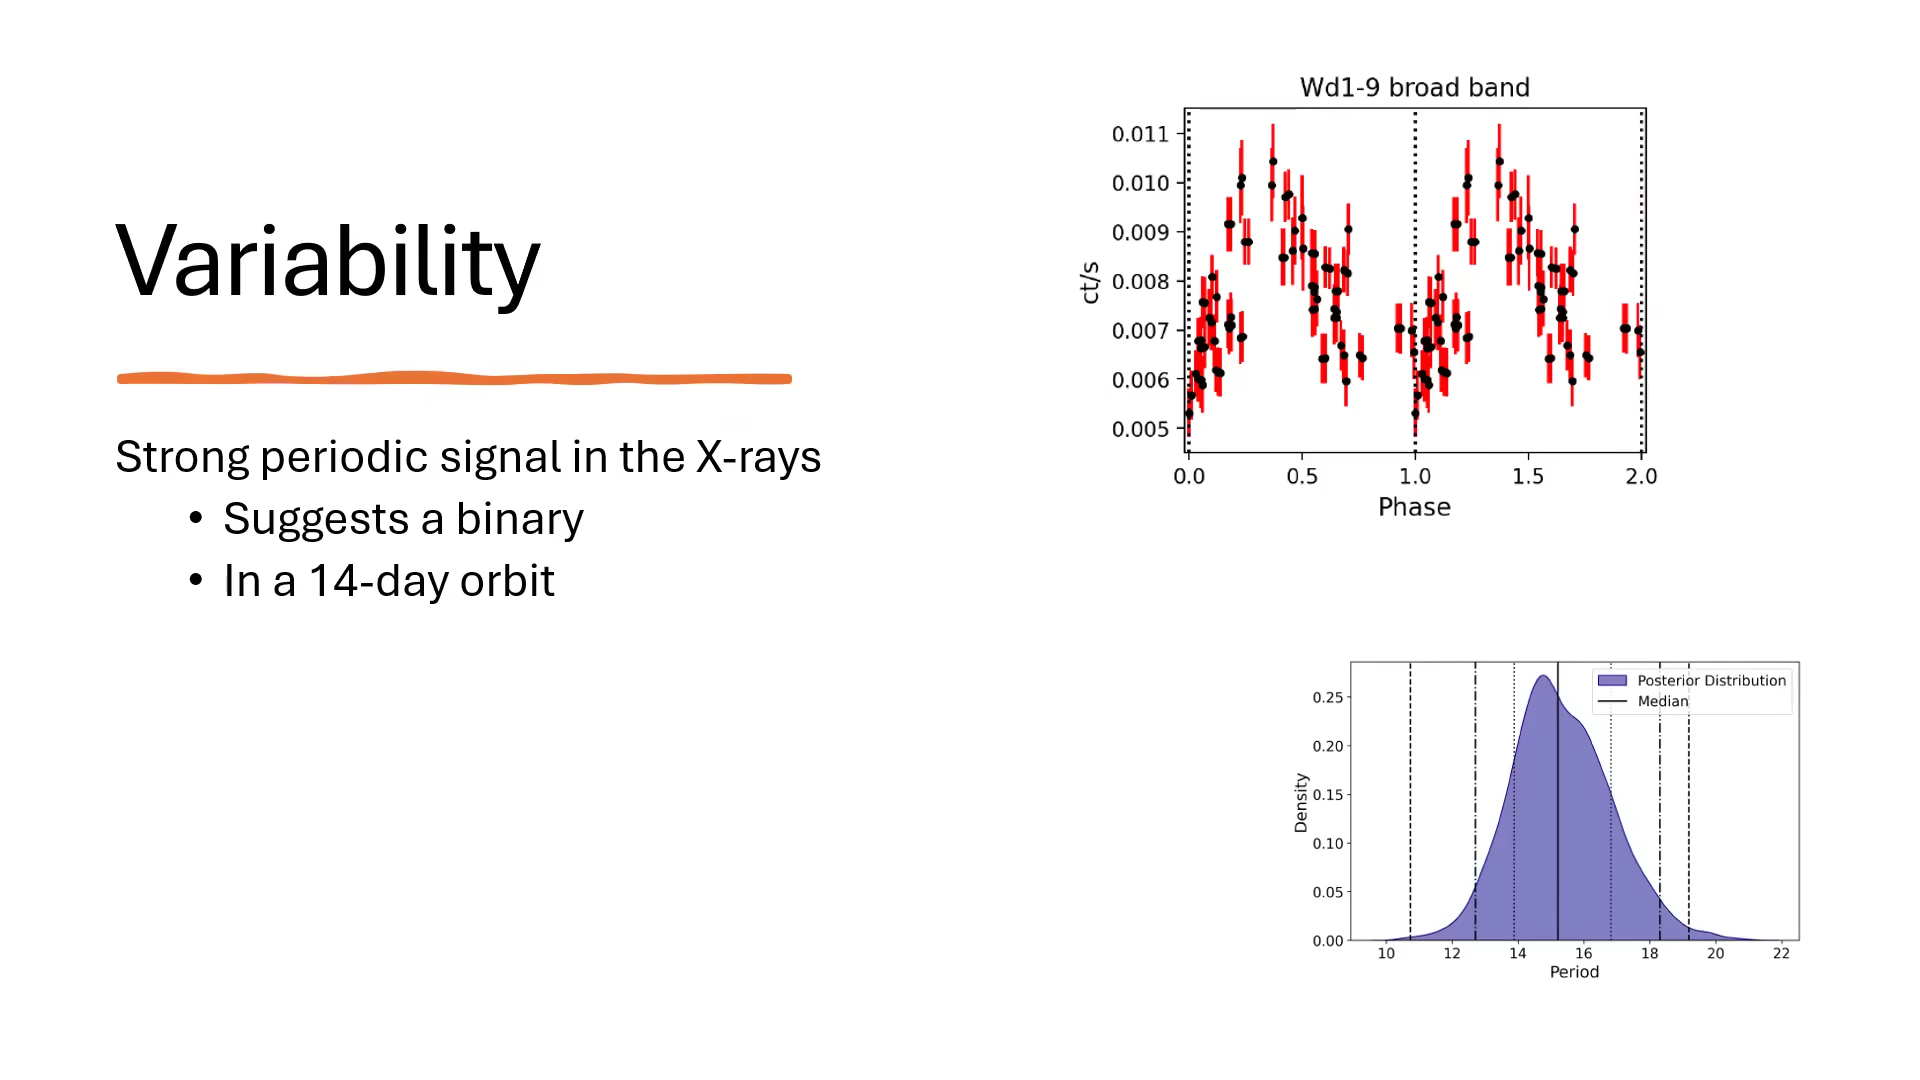 Variability
Strong periodic signal in the X-rays
• Suggests a binary
• In a 14-day orbit
Wd1-9 broad band
ct/s
0.011
0.010
0.009
0.008
0.007
0.006
0.005
0.0 0.5 1.0 1.5 2.0
Phase
Posterior Distribution
Median
Density
0.25
0.20
0.15
0.10
0.05
0.00
10 12 14 16 18 20 22
Period